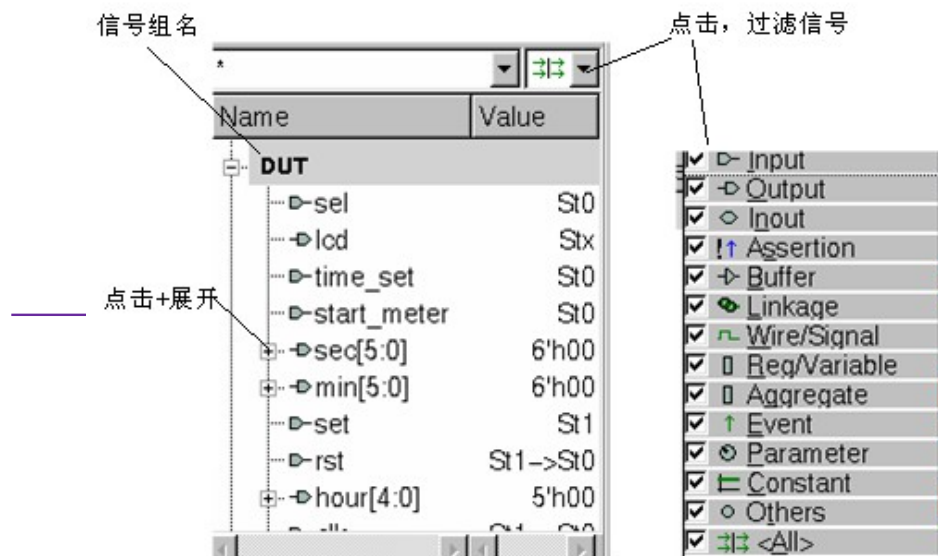 信号组名
点击，过滤信号
*
Name Value
DUT
sel St0
lcd Stx
time_set St0
start_meter St0
点击+展开
sec[5:0] 6'h00
min[5:0] 6'h00
set St1
rst St1->St0
hour[4:0] 5'h00
Input
Output
Inout
Assertion
Buffer
Linkage
Wire/Signal
Reg/Variable
Aggregate
Event
Parameter
Constant
Others
<All>